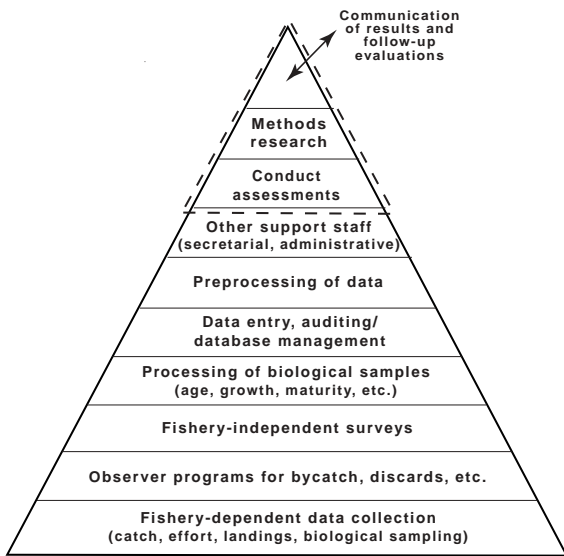 Communication
of results and
follow-up
evaluations
Methods
research
Conduct
assessments
Other support staff
(secretarial, administrative)
Preprocessing of data
Data entry, auditing/
database management
Processing of biological samples
(age, growth, maturity, etc.)
Fishery-independent surveys
Observer programs for bycatch, discards, etc.
Fishery-dependent data collection
(catch, effort, landings, biological sampling)